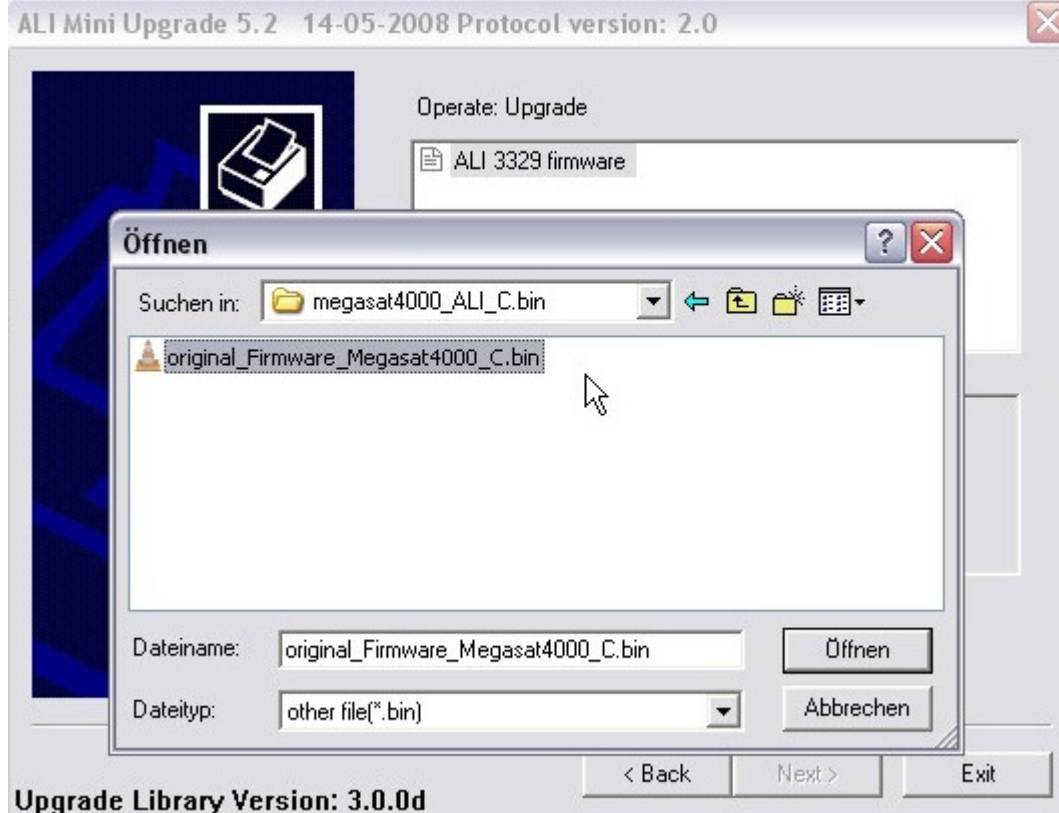 ALI Mini Upgrade 5.2 14-05-2008 Protocol version: 2.0
Operate: Upgrade
ALI 3329 firmware
Öffnen
Suchen in: megasat4000_ALI_C.bin
original_Firmware_Megasat4000_C.bin
Dateiname: original_Firmware_Megasat4000_C.bin Öffnen
Dateityp: other file(*.bin) Abbrechen
< Back Next > Exit
Upgrade Library Version: 3.0.0d